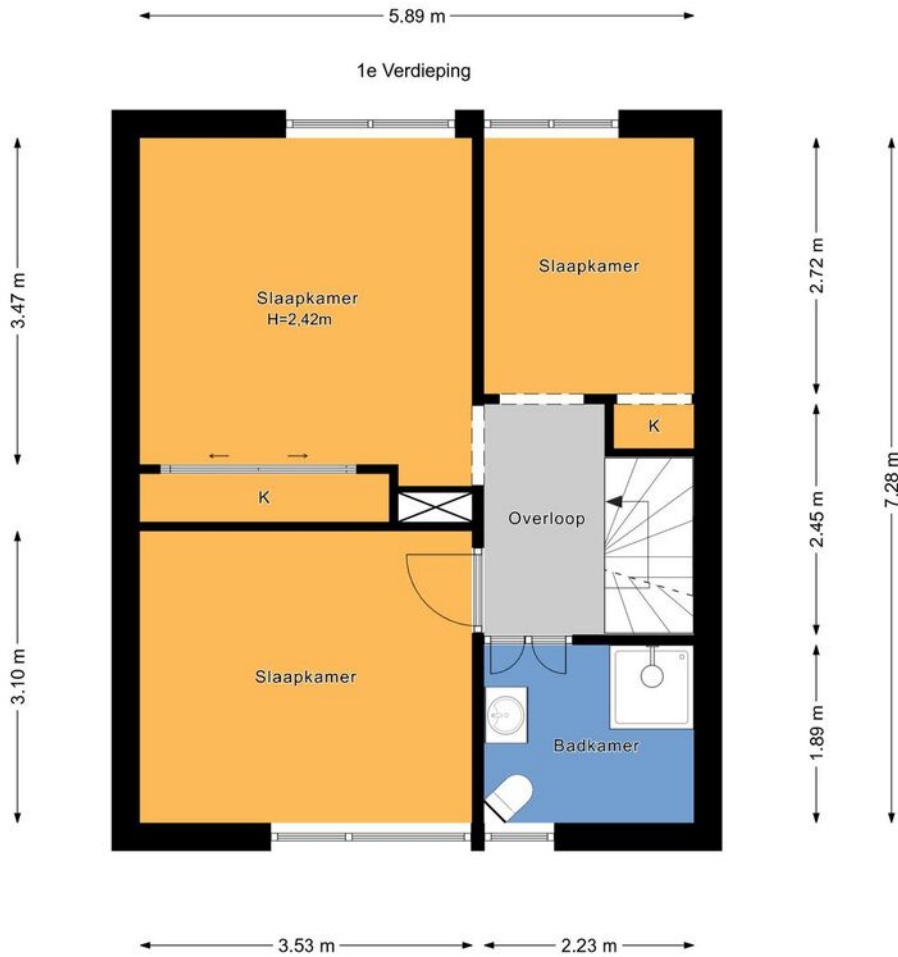 5.89 m
1e Verdieping
3.47 m
2.72 m
7.28 m
Slaapkamer
Slaapkamer
H=2,42m
K
K
Overloop
2.45 m
3.10 m
Slaapkamer
Badkamer
1.89 m
3.53 m
2.23 m